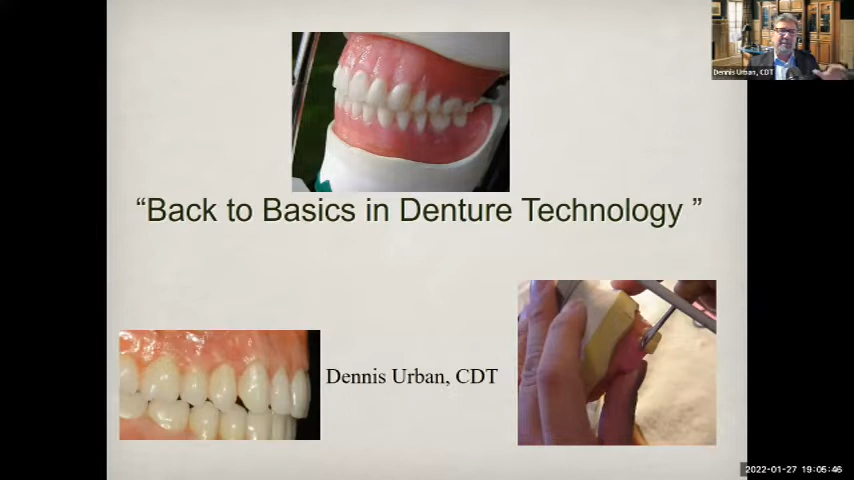 Dennis Urban, CDT
“Back to Basics in Denture Technology ”
Dennis Urban, CDT
2022-01-27 19:05:46